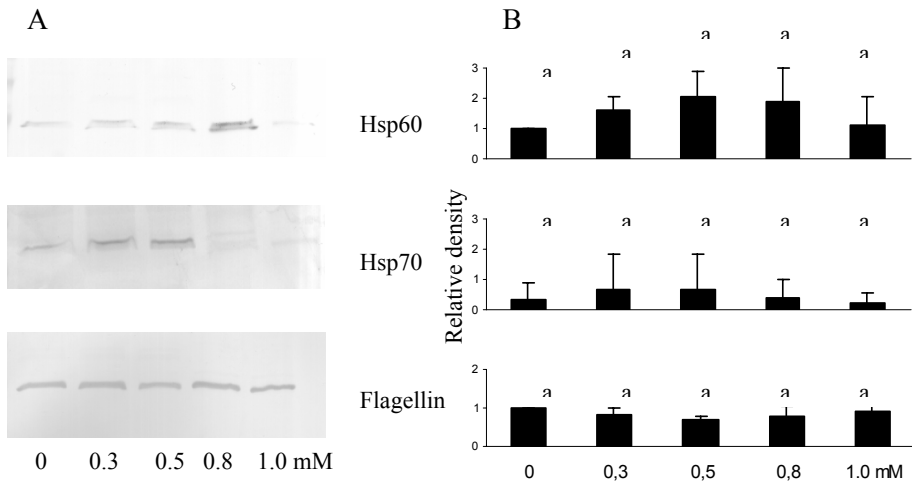 A
B
a a a a a
3
2
1
0
Hsp60
a a a a a
3
2
1
0
Hsp70
Relative density
a a a a a
1
0
Flagellin
0 0.3 0.5 0.8 1.0 mM
0 0,3 0,5 0,8 1.0 mM